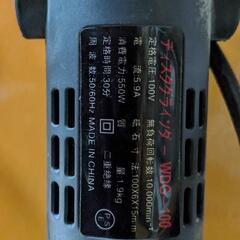 ディスクグラインダー WDG-100
定格電圧:100V 無負荷回転数:10,000min⁻¹
電流:5.9A 砥石寸法:100X6X15mm
消費電力:550W 質量:1.9kg
定格時間:30分 二重絶縁
周波数:50/60Hz MADE IN CHINA
PSE